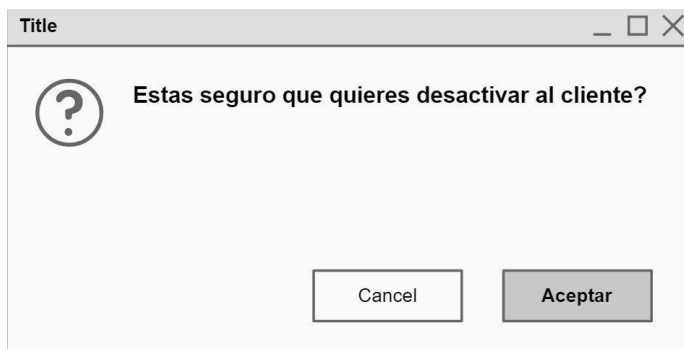 Title
Estas seguro que quieres desactivar al cliente?
Cancel
Aceptar